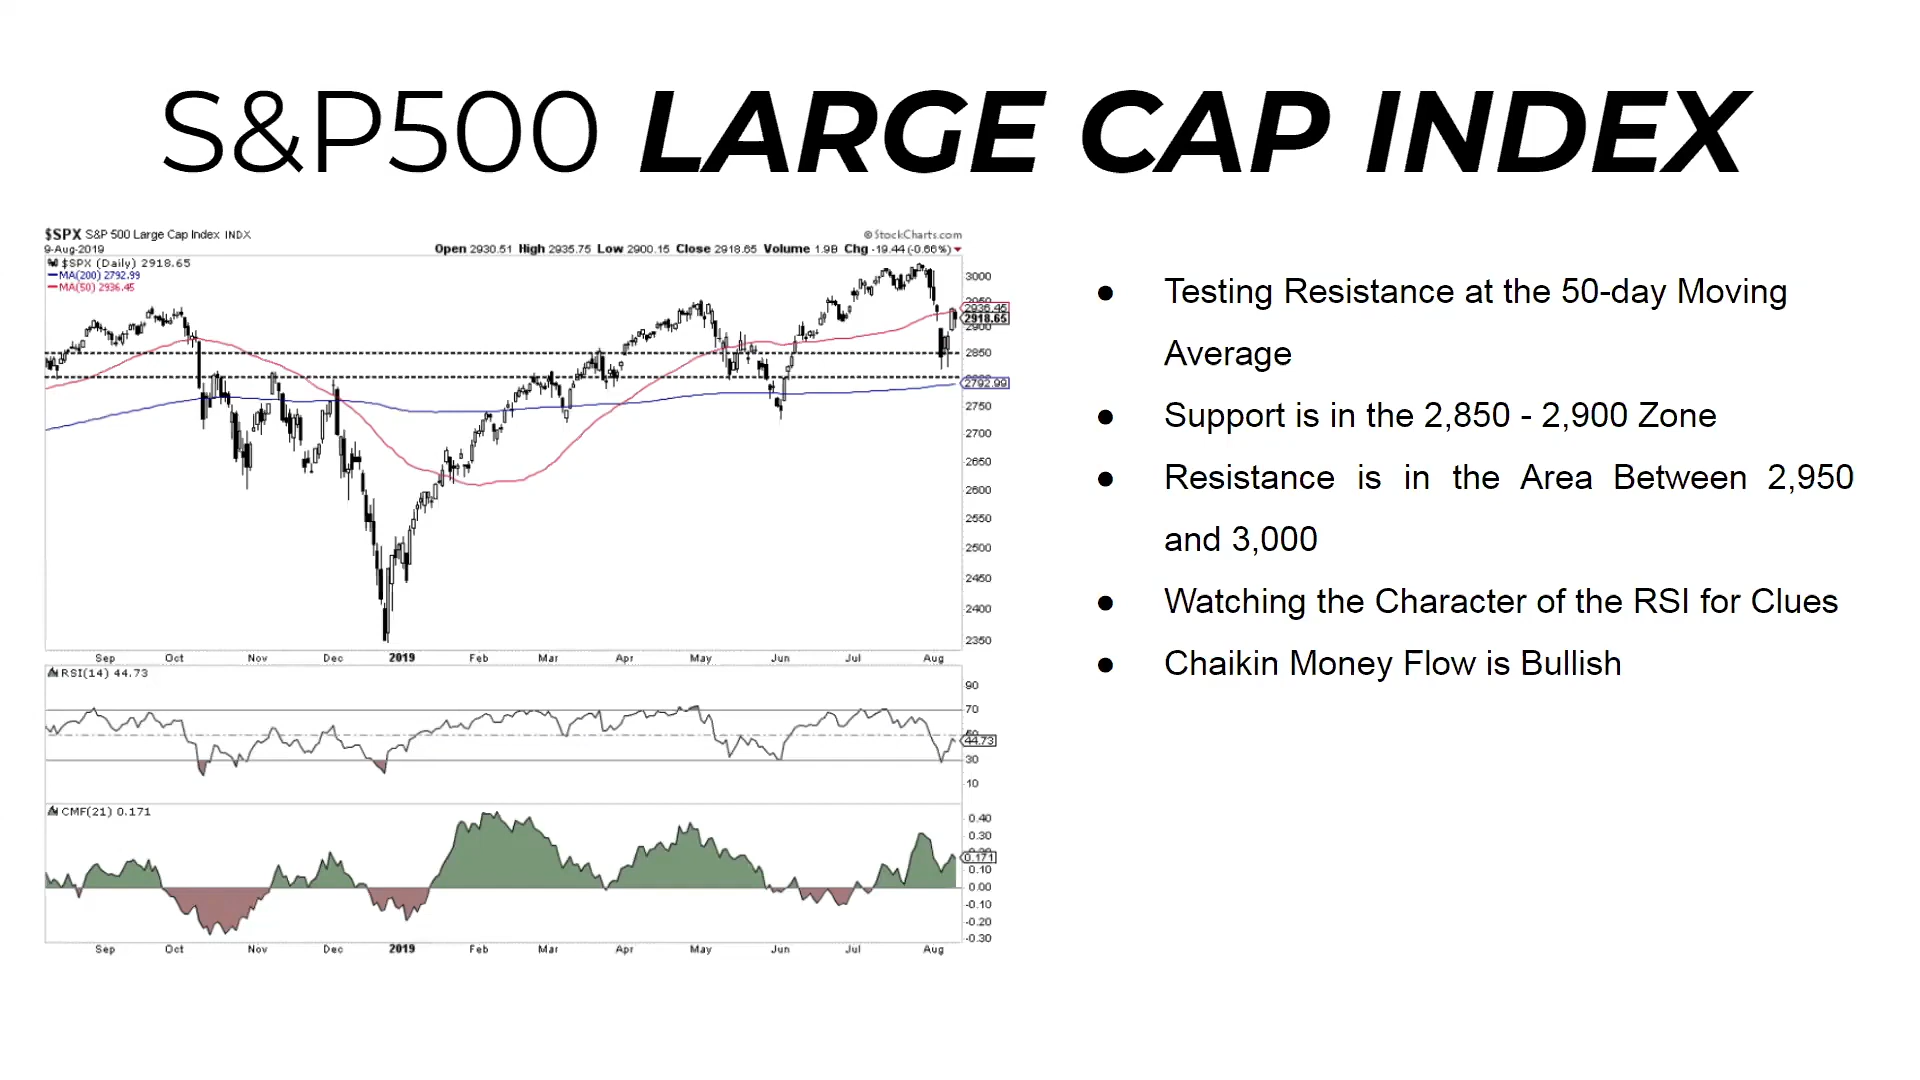 S&P500 LARGE CAP INDEX
$SPX S&P 500 Large Cap Index INDX
© StockCharts.com
9-Aug-2019
Open 2930.51 High 2935.75 Low 2900.15 Close 2918.65 Volume 1.9B Chg -19.44 (-0.66%)
$SPX (Daily) 2918.65
MA(200) 2792.99
MA(50) 2936.45
3000
2950
2936.45
2918.65
2900
2850
2792.99
2750
2700
2650
2600
2550
2500
2450
2400
2350
Sep Oct Nov Dec 2019 Feb Mar Apr May Jun Jul Aug
RSI(14) 44.73
90
70
50
44.73
30
10
CMF(21) 0.171
0.40
0.30
0.171
0.10
0.00
-0.10
-0.20
-0.30
Sep Oct Nov Dec 2019 Feb Mar Apr May Jun Jul Aug
● Testing Resistance at the 50-day Moving
Average
● Support is in the 2,850 - 2,900 Zone
● Resistance is in the Area Between 2,950
and 3,000
● Watching the Character of the RSI for Clues
● Chaikin Money Flow is Bullish